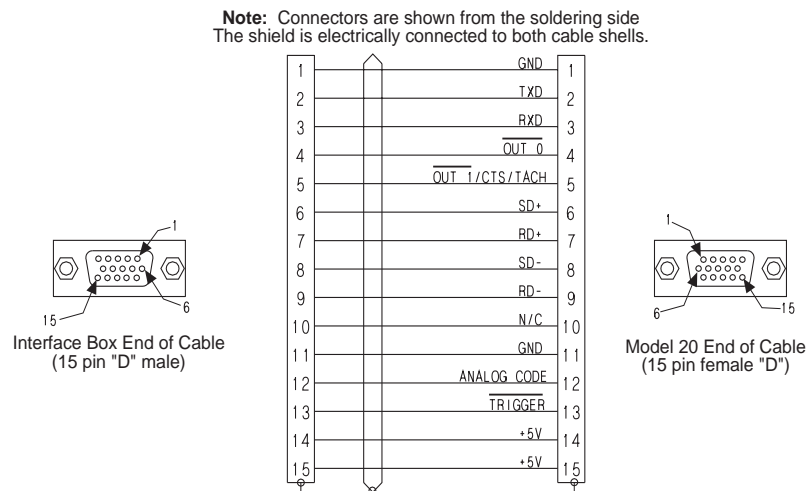 Note: Connectors are shown from the soldering side
The shield is electrically connected to both cable shells.
1 GND 1
2 TXD 2
3 RXD 3
4 OUT 0 4
5 OUT 1/CTS/TACH 5
6 SD+ 6
7 RD+ 7
8 SD- 8
9 RD- 9
10 N/C 10
11 GND 11
12 ANALOG CODE 12
13 TRIGGER 13
14 +5V 14
15 +5V 15
1
15
6
Interface Box End of Cable
(15 pin "D" male)
1
6
15
Model 20 End of Cable
(15 pin female "D")